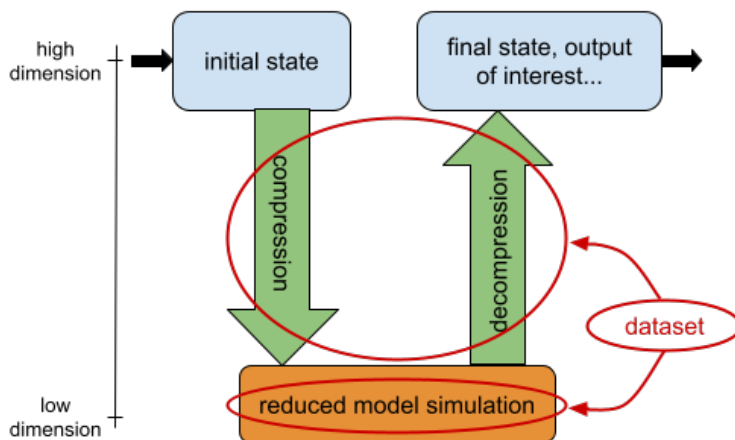 high
dimension
initial state
final state, output
of interest...
compression
decompression
dataset
low
dimension
reduced model simulation